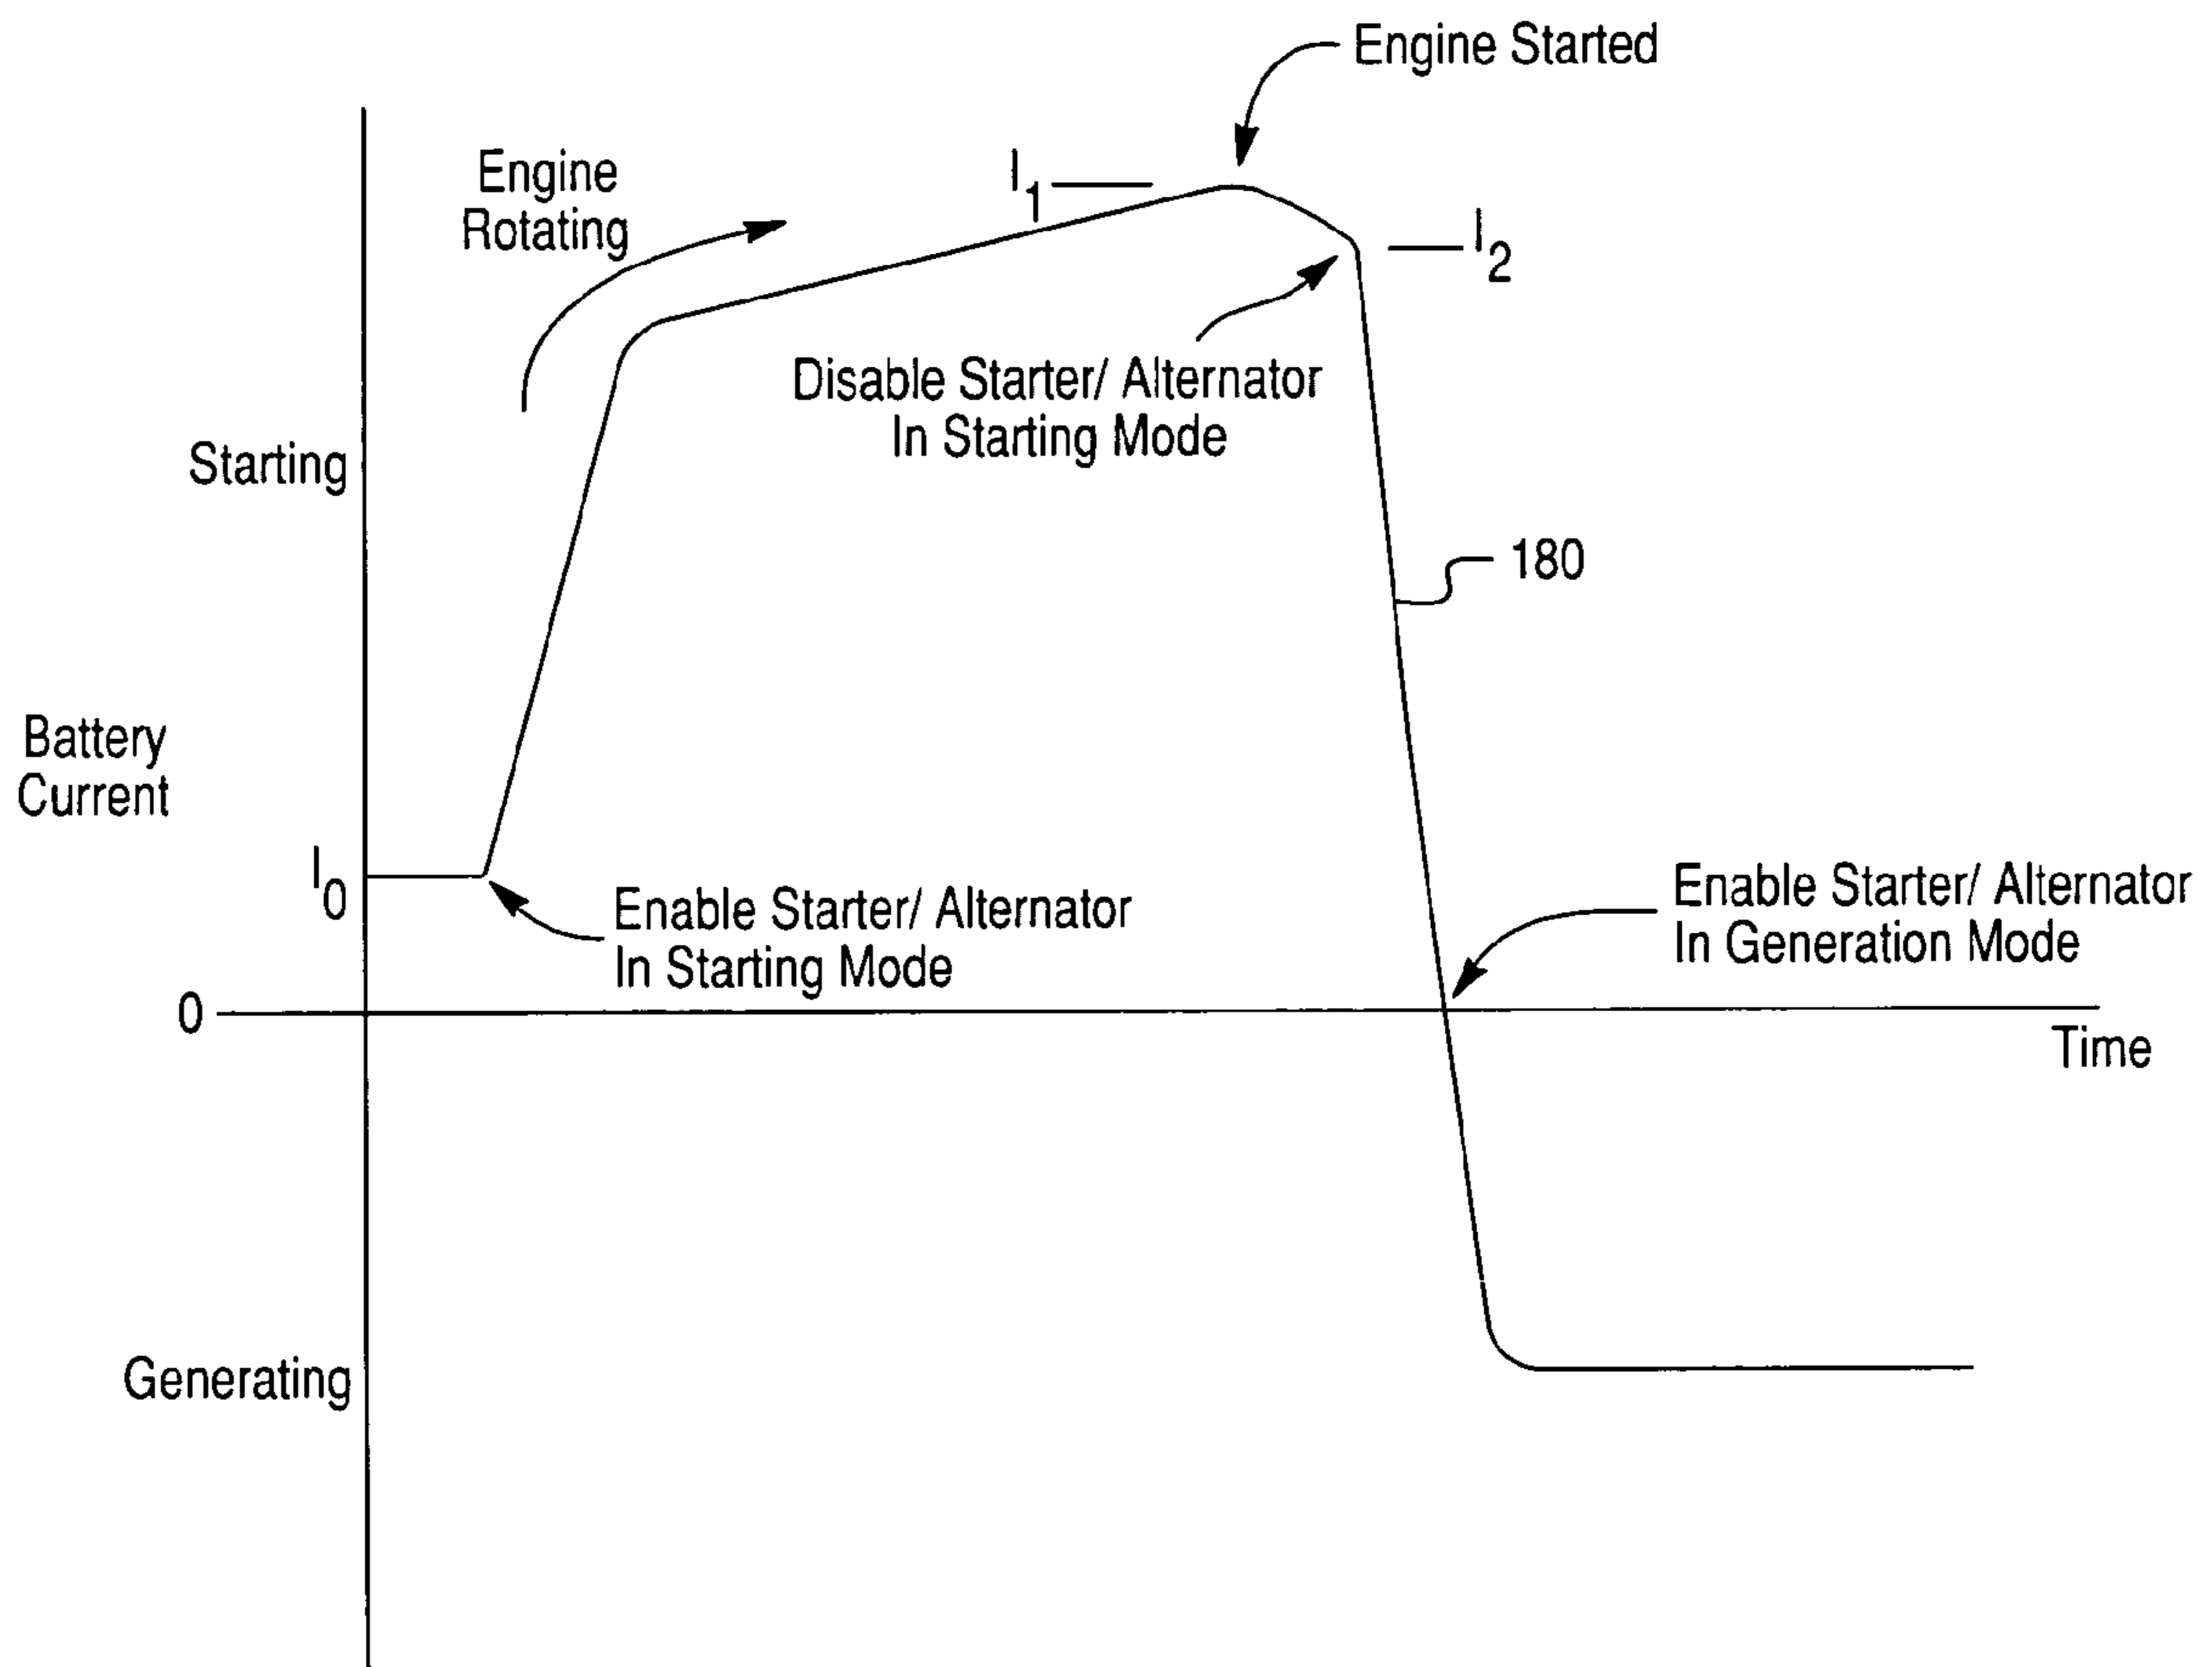 Engine Started
Engine
Rotating
I1
I2
Disable Starter/ Alternator
In Starting Mode
Starting
180
Battery
Current
I0
Enable Starter/ Alternator
In Starting Mode
Enable Starter/ Alternator
In Generation Mode
0
Time
Generating